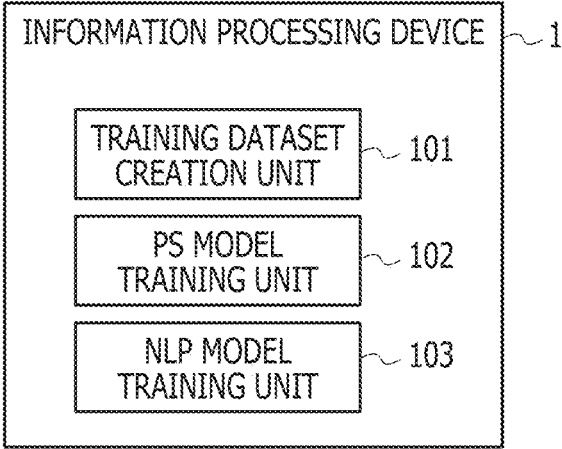 INFORMATION PROCESSING DEVICE 1
TRAINING DATASET
CREATION UNIT 101
PS MODEL
TRAINING UNIT 102
NLP MODEL
TRAINING UNIT 103